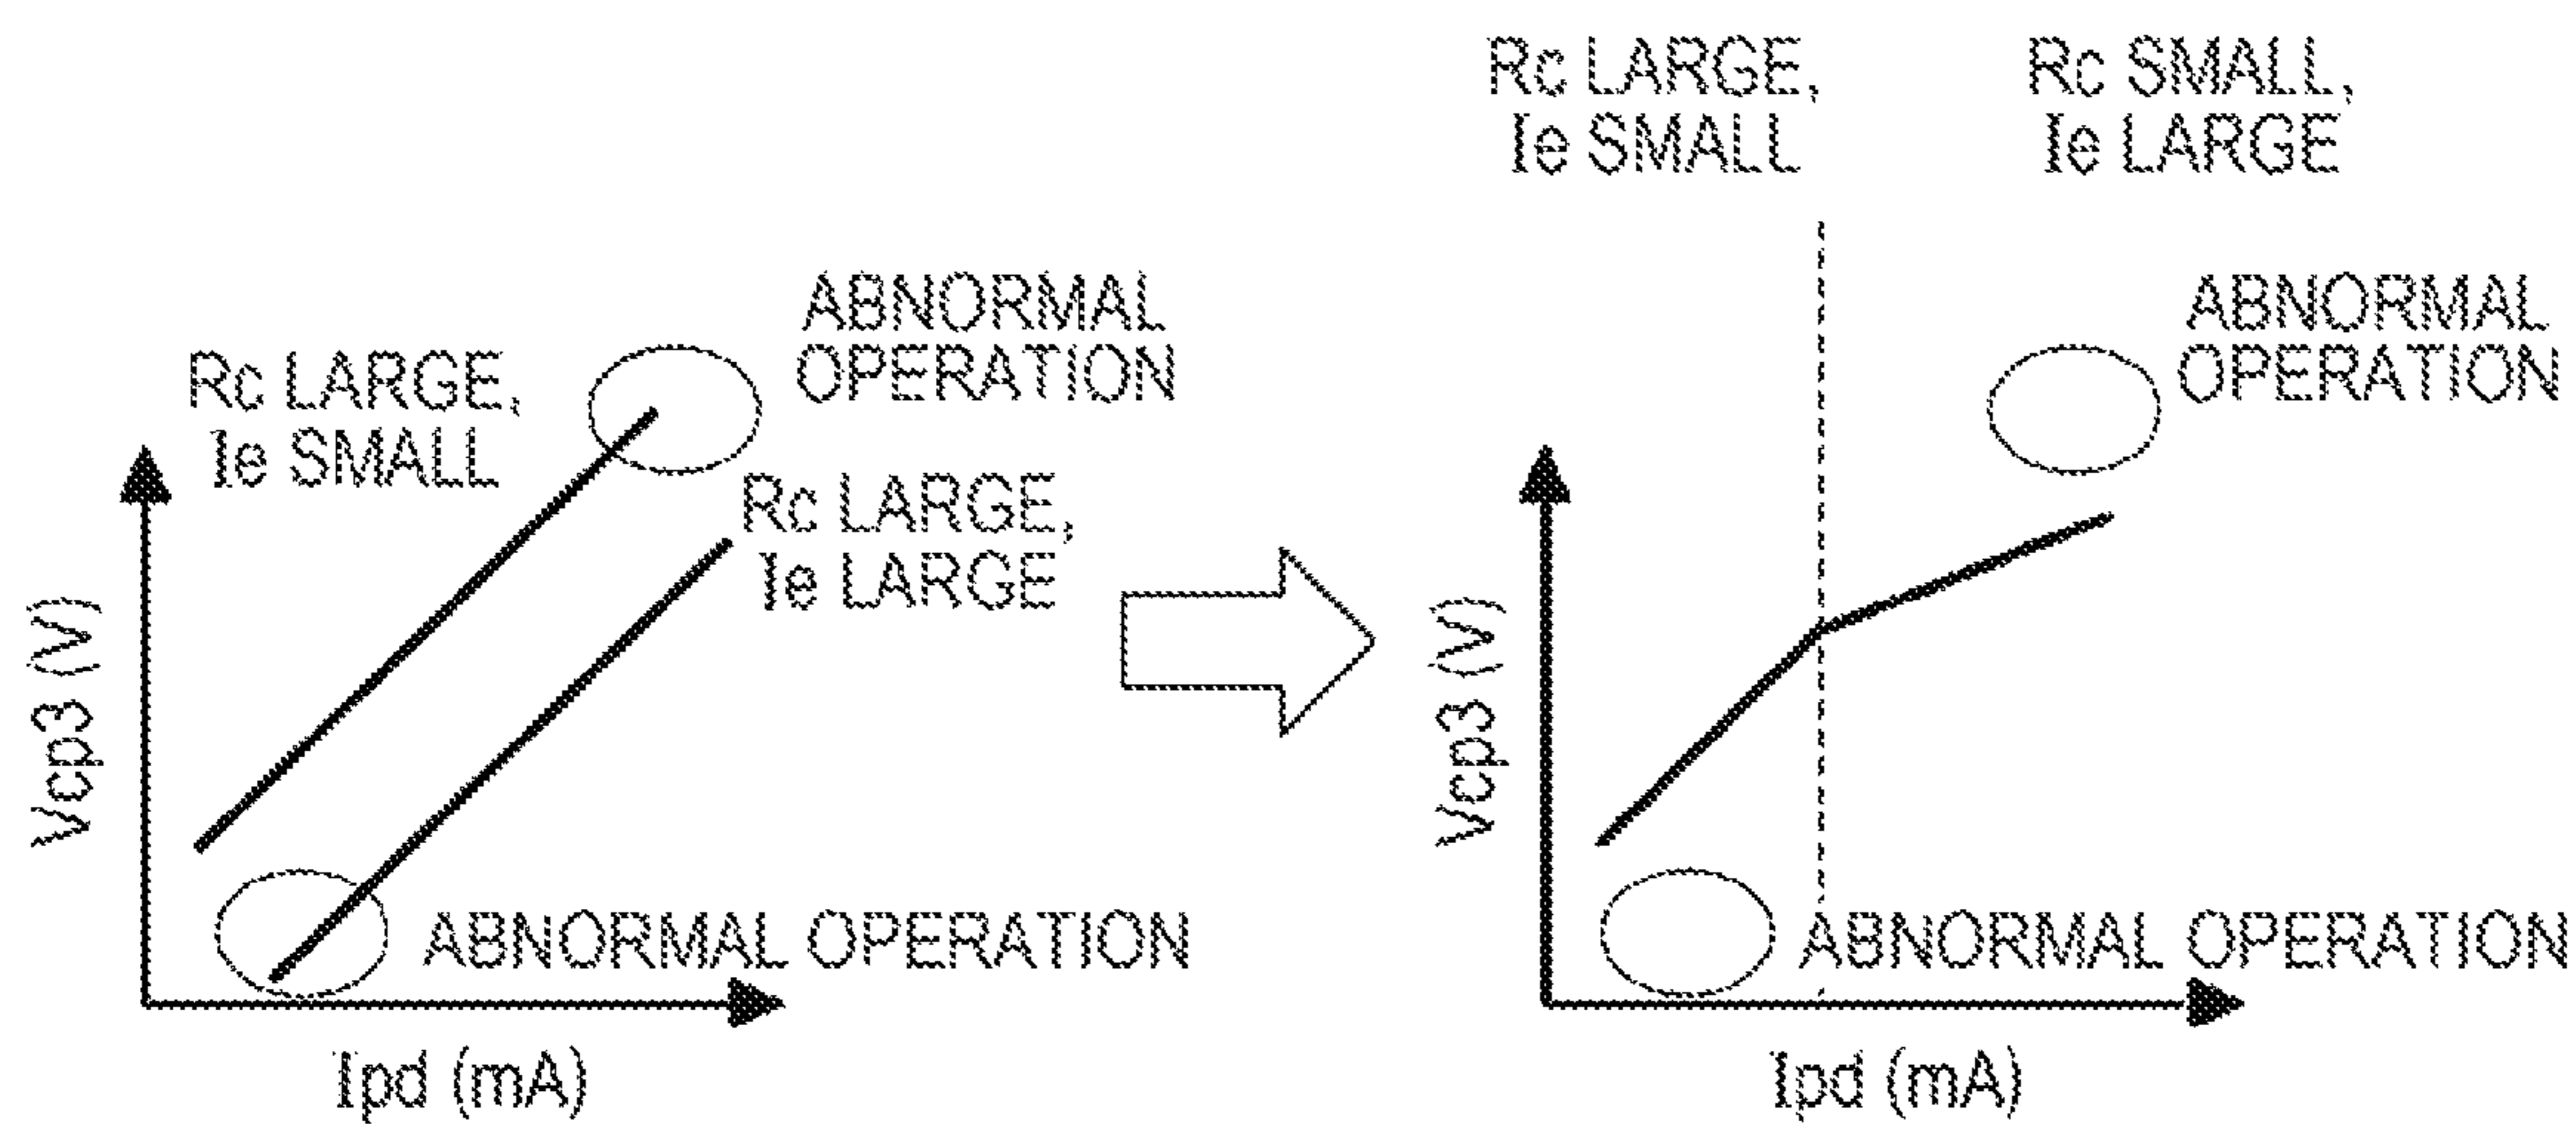 Rc LARGE,
Ie SMALL
ABNORMAL
OPERATION
Rc LARGE,
Ie LARGE
ABNORMAL OPERATION
Vcp3 (V)
Ipd (mA)
Rc LARGE,
Ie SMALL
Rc SMALL,
Ie LARGE
ABNORMAL
OPERATION
ABNORMAL OPERATION
Vcp3 (V)
Ipd (mA)